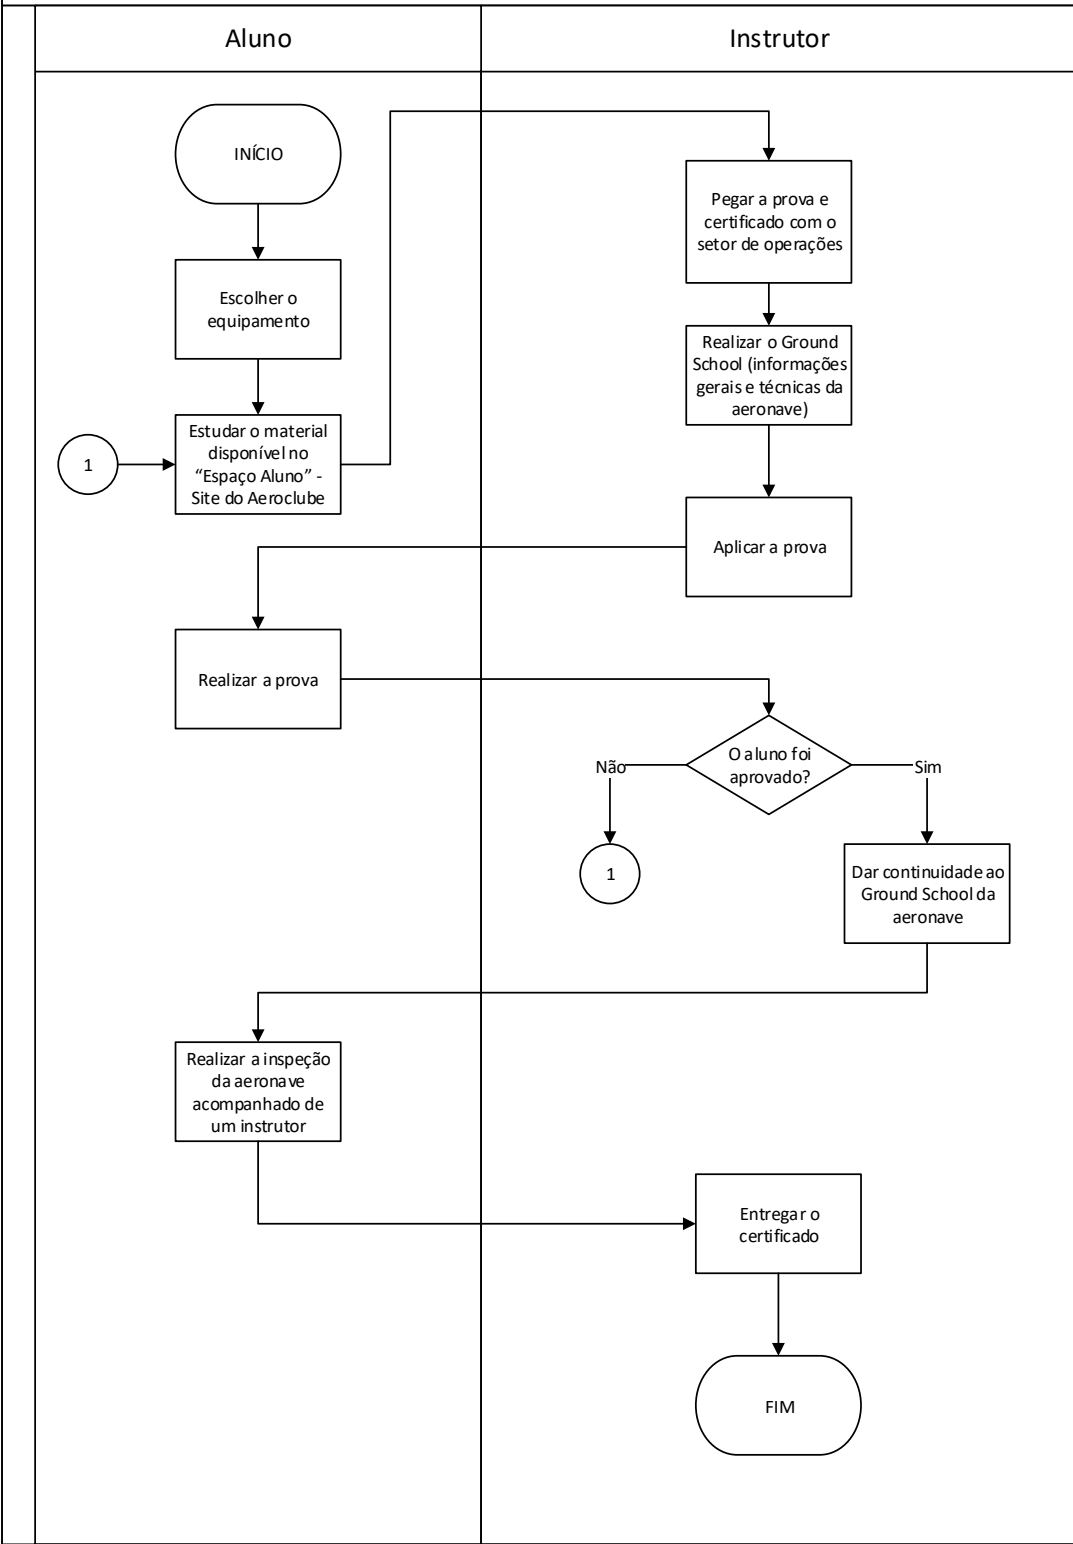 Aluno
Instrutor
INÍCIO
Escolher o
equipamento
1
Estudar o material
disponível no
“Espaço Aluno” -
Site do Aeroclube
Pegar a prova e
certificado com o
setor de operações
Realizar o Ground
School (informações
gerais e técnicas da
aeronave)
Aplicar a prova
Realizar a prova
O aluno foi
aprovado?
Não
Sim
1
Dar continuidade ao
Ground School da
aeronave
Realizar a inspeção
da aeronave
acompanhado de
um instrutor
Entregar o
certificado
FIM